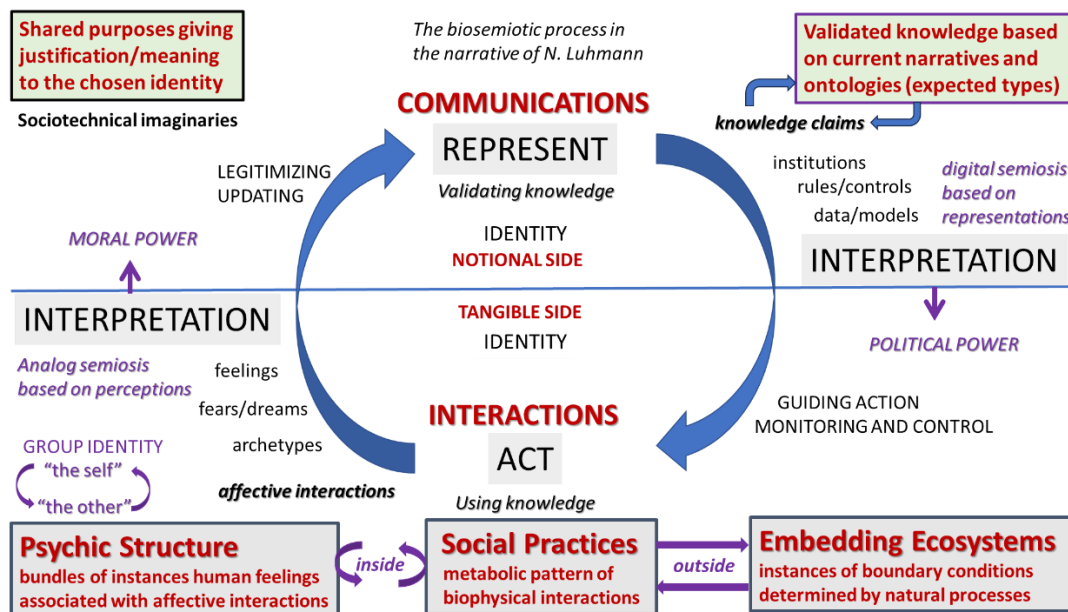 Shared purposes giving
justification/meaning
to the chosen identity
Sociotechnical imaginaries
The biosemiotic process in
the narrative of N. Luhmann
Validated knowledge based
on current narratives and
ontologies (expected types)
knowledge claims
COMMUNICATIONS
REPRESENT
Validating knowledge
LEGITIMIZING
UPDATING
institutions
rules/controls
data/models
digital semiosis
based on
representations
MORAL POWER
IDENTITY
NOTIONAL SIDE
INTERPRETATION
INTERPRETATION
TANGIBLE SIDE
IDENTITY
POLITICAL POWER
Analog semiosis
based on perceptions
feelings
fears/dreams
archetypes
GROUP IDENTITY
"the self"
"the other"
affective interactions
INTERACTIONS
ACT
Using knowledge
GUIDING ACTION
MONITORING AND CONTROL
Psychic Structure
bundles of instances human feelings
associated with affective interactions
inside
Social Practices
metabolic pattern of
biophysical interactions
outside
Embedding Ecosystems
instances of boundary conditions
determined by natural processes